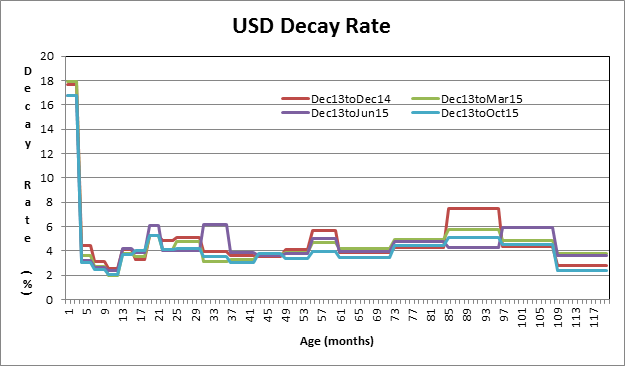 USD Decay Rate
Decay Rate (%)
20
18
16
14
12
10
8
6
4
2
0
Dec13toDec14 Dec13toMar15
Dec13toJun15 Dec13toOct15
1 5 9 13 17 21 25 29 33 37 41 45 49 53 57 61 65 69 73 77 81 85 89 93 97 101 105 109 113 117
Age (months)